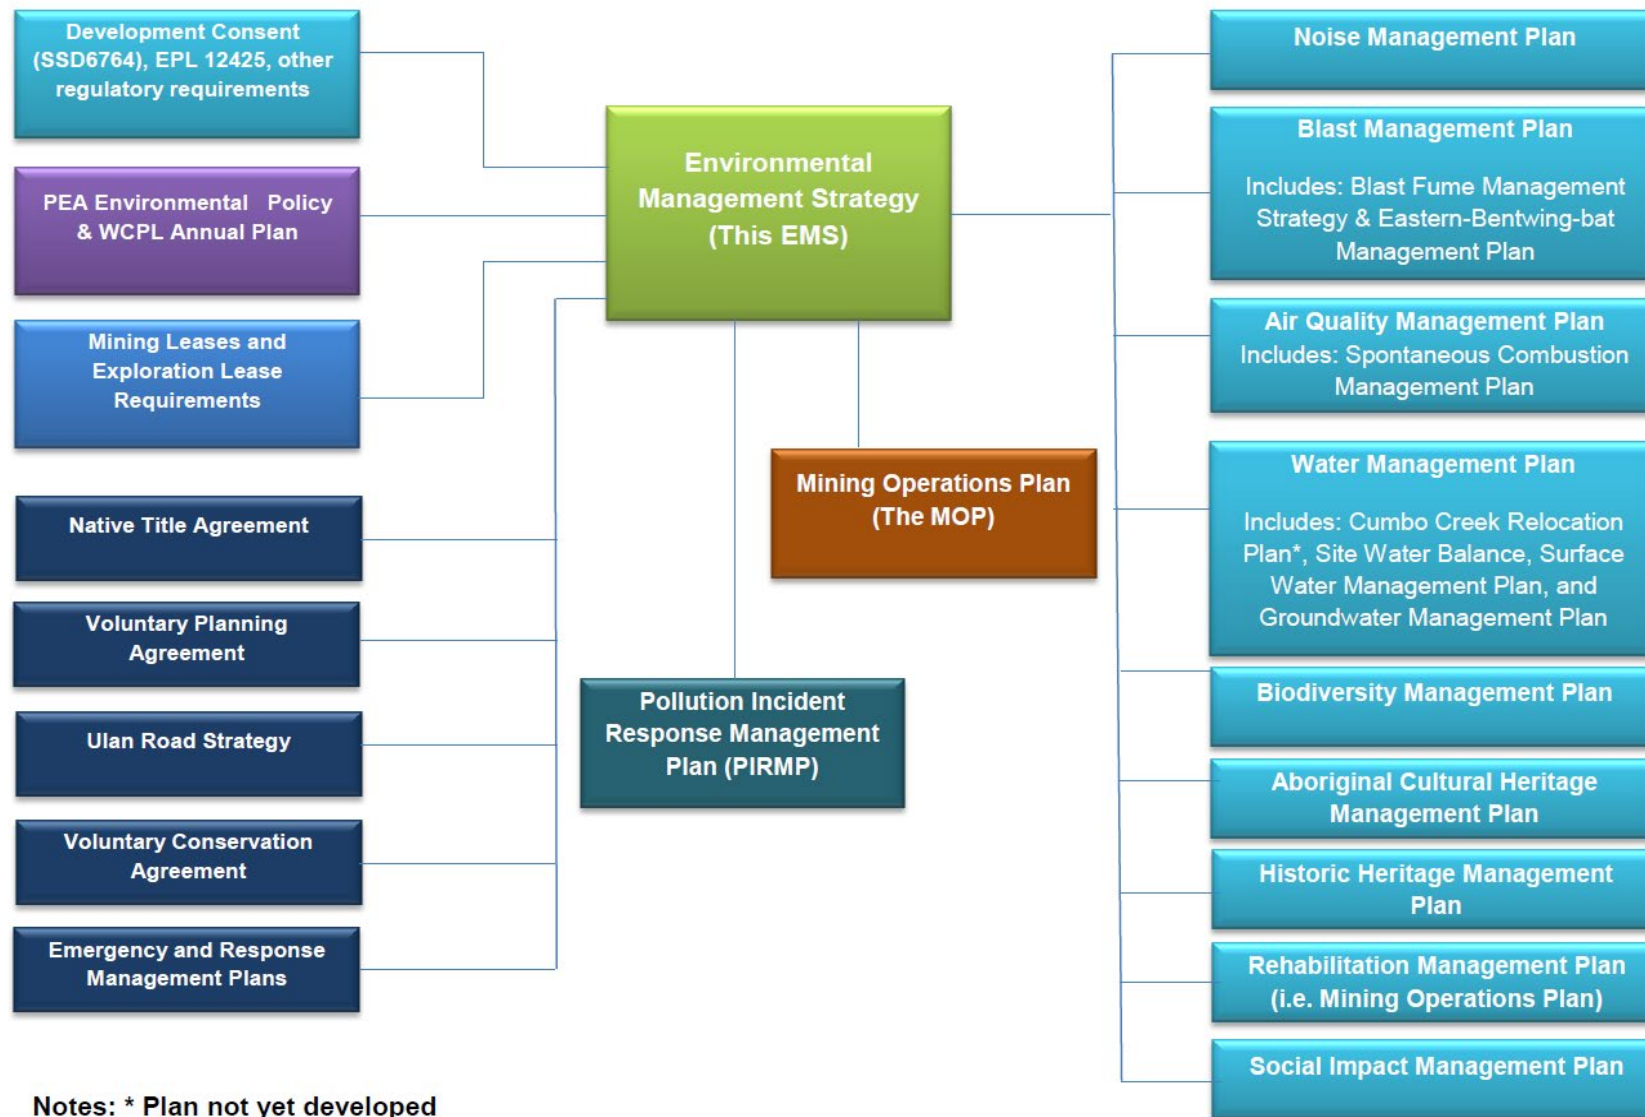 Development Consent
(SSD6764), EPL 12425, other
regulatory requirements
PEA Environmental Policy
& WCPL Annual Plan
Mining Leases and
Exploration Lease
Requirements
Native Title Agreement
Voluntary Planning
Agreement
Ulan Road Strategy
Voluntary Conservation
Agreement
Emergency and Response
Management Plans
Environmental
Management Strategy
(This EMS)
Mining Operations Plan
(The MOP)
Pollution Incident
Response Management
Plan (PIRMP)
Noise Management Plan
Blast Management Plan
Includes: Blast Fume Management
Strategy & Eastern-Bentwing-bat
Management Plan
Air Quality Management Plan
Includes: Spontaneous Combustion
Management Plan
Water Management Plan
Includes: Cumbo Creek Relocation
Plan*, Site Water Balance, Surface
Water Management Plan, and
Groundwater Management Plan
Biodiversity Management Plan
Aboriginal Cultural Heritage
Management Plan
Historic Heritage Management
Plan
Rehabilitation Management Plan
(i.e. Mining Operations Plan)
Social Impact Management Plan
Notes: * Plan not yet developed